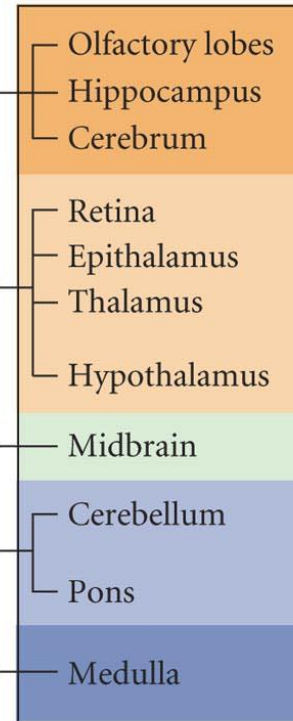 Olfactory lobes
Hippocampus
Cerebrum
Retina
Epithalamus
Thalamus
Hypothalamus
Midbrain
Cerebellum
Pons
Medulla